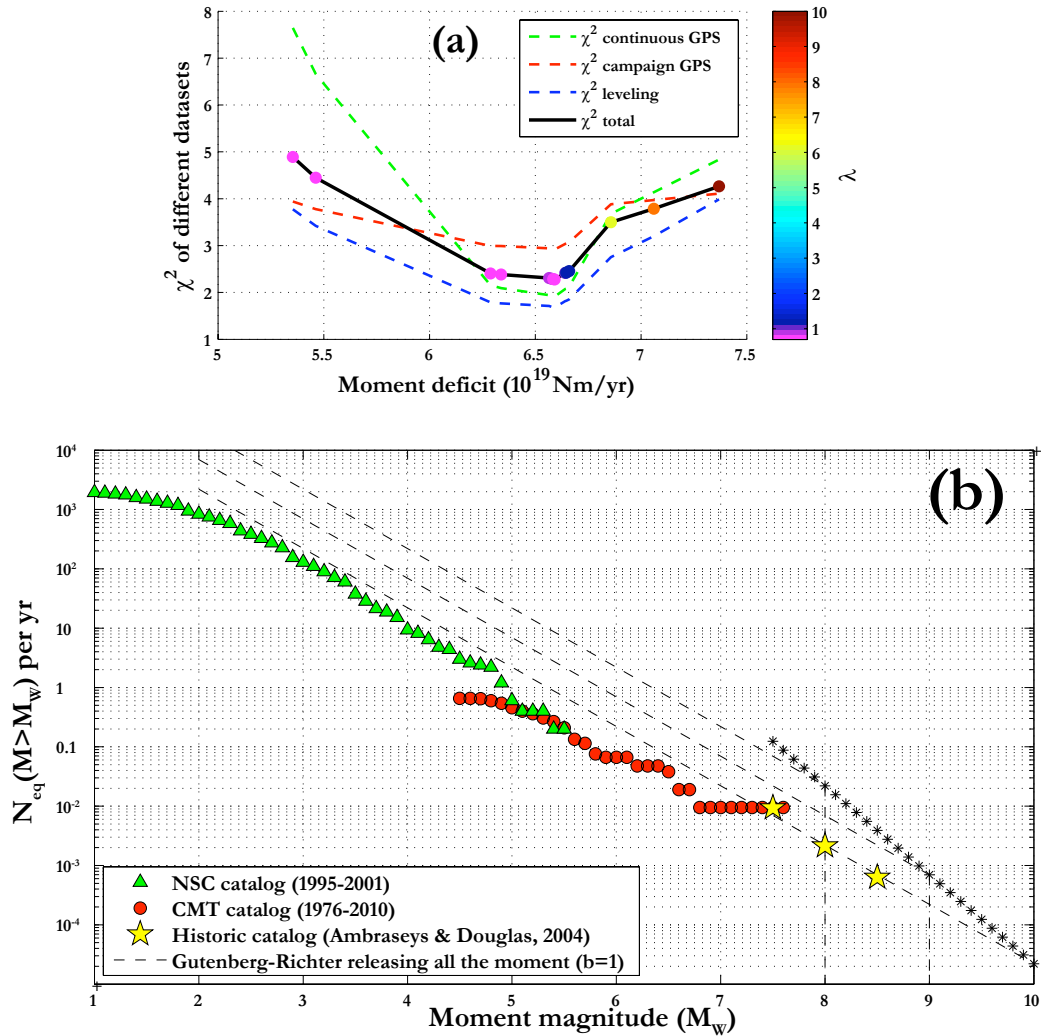 (a)
χ² of different datasets
8
7
6
5
4
3
2
1
5
5.5
6
6.5
7
7.5
Moment deficit (10¹⁹ Nm/yr)
χ² continuous GPS
χ² campaign GPS
χ² leveling
χ² total
10
9
8
7
6
5
4
3
2
1
λ
(b)
N_eq(M>M_W) per yr
10⁴
10³
10²
10
1
0.1
10⁻²
10⁻³
10⁻⁴
1
2
3
4
5
6
7
8
9
10
Moment magnitude (M_W)
NSC catalog (1995-2001)
CMT catalog (1976-2010)
Historic catalog (Ambraseys & Douglas, 2004)
Gutenberg-Richter releasing all the moment (b=1)